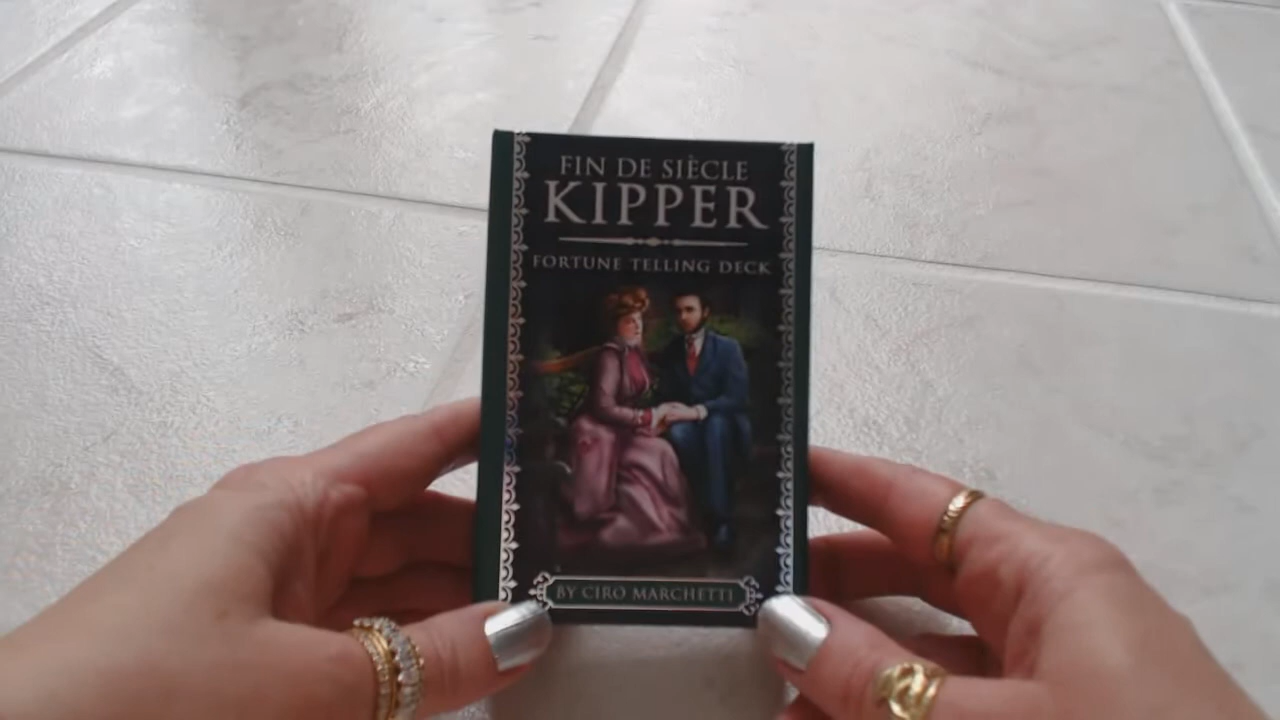 FIN DE SIÈCLE
KIPPER
FORTUNE TELLING DECK
BY CIRO MARCHETTI